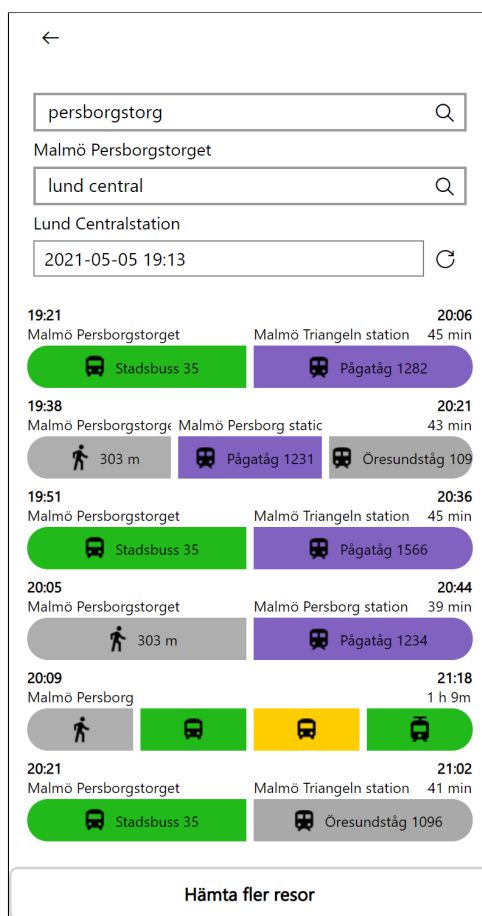 persborgstorg
Malmö Persborgstorget
lund central
Lund Centralstation
2021-05-05 19:13
19:21 20:06
Malmö Persborgstorget Malmö Triangeln station 45 min
Stadsbuss 35 Pågatåg 1282
19:38 20:21
Malmö Persborgstorge Malmö Persborg static 43 min
303 m Pågatåg 1231 Öresundståg 109
19:51 20:36
Malmö Persborgstorget Malmö Triangeln station 45 min
Stadsbuss 35 Pågatåg 1566
20:05 20:44
Malmö Persborgstorget Malmö Persborg station 39 min
303 m Pågatåg 1234
20:09 21:18
Malmö Persborg 1 h 9m
20:21 21:02
Malmö Persborgstorget Malmö Triangeln station 41 min
Stadsbuss 35 Öresundståg 1096
Hämta fler resor